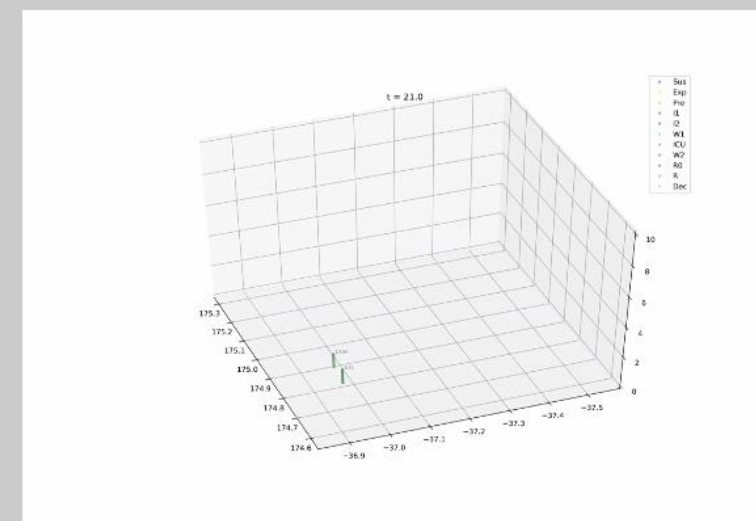 t = 21.0
Sus
Exp
Pre
I1
I2
W1
ICU
W2
R0
R
Dec
10
8
6
4
2
0
175.3
175.2
175.1
175.0
174.9
174.8
174.7
174.6
−36.9
−37.0
−37.1
−37.2
−37.3
−37.4
−37.5